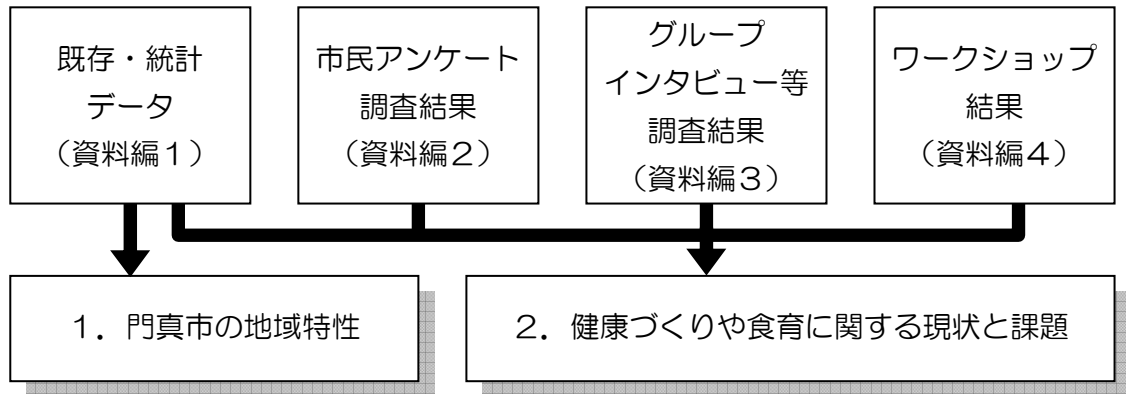 既存・統計
データ
（資料編１）
市民アンケート
調査結果
（資料編２）
グループ
インタビュー等
調査結果
（資料編３）
ワークショップ
結果
（資料編４）
１．門真市の地域特性
２．健康づくりや食育に関する現状と課題